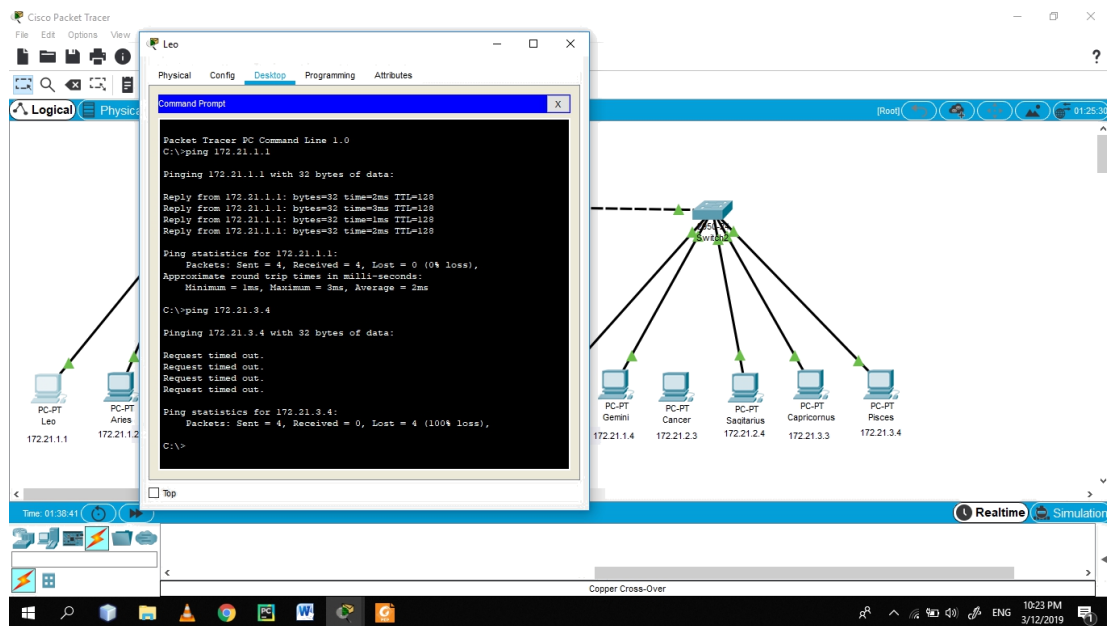 Cisco Packet Tracer
File Edit Options View
Leo
?
Physical Config Desktop Programming Attributes
Logical
Physica
[Root]
01:25:30
Command Prompt
X
Packet Tracer PC Command Line 1.0
C:\>ping 172.21.1.1
Pinging 172.21.1.1 with 32 bytes of data:
Reply from 172.21.1.1: bytes=32 time=2ms TTL=128
Reply from 172.21.1.1: bytes=32 time=3ms TTL=128
Reply from 172.21.1.1: bytes=32 time=1ms TTL=128
Reply from 172.21.1.1: bytes=32 time=2ms TTL=128
Ping statistics for 172.21.1.1:
Packets: Sent = 4, Received = 4, Lost = 0 (0% loss),
Approximate round trip times in milli-seconds:
Minimum = 1ms, Maximum = 3ms, Average = 2ms
C:\>ping 172.21.3.4
Pinging 172.21.3.4 with 32 bytes of data:
Request timed out.
Request timed out.
Request timed out.
Request timed out.
Ping statistics for 172.21.3.4:
Packets: Sent = 4, Received = 0, Lost = 4 (100% loss),
C:\>
Top
Switch2
PC-PT
Leo
172.21.1.1
PC-PT
Aries
172.21.1.2
PC-PT
Gemini
172.21.1.4
PC-PT
Cancer
172.21.2.3
PC-PT
Sagitarius
172.21.2.4
PC-PT
Capricornus
172.21.3.3
PC-PT
Pisces
172.21.3.4
Time: 01:38:41
Realtime
Simulation
Copper Cross-Over
ENG
10:23 PM
3/12/2019